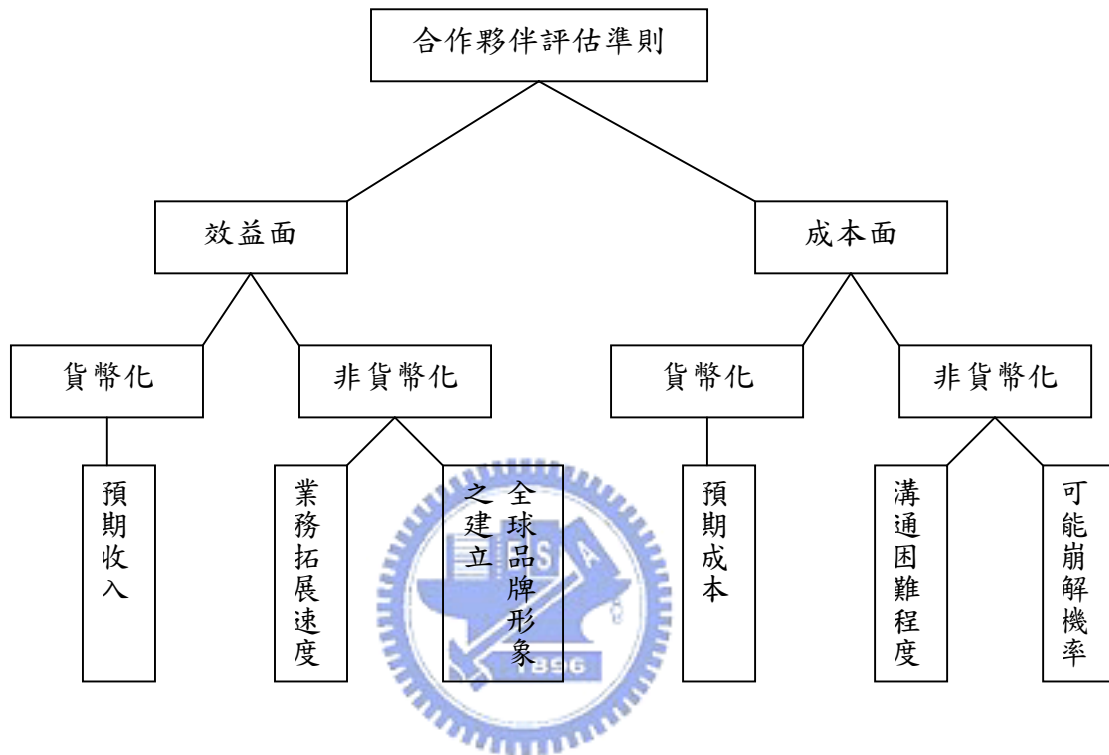 合作夥伴評估準則
效益面
成本面
貨幣化
非貨幣化
貨幣化
非貨幣化
預期收入
業務拓展速度
全球品牌形象
之建立
預期成本
溝通困難程度
可能崩解機率
ESA
1896